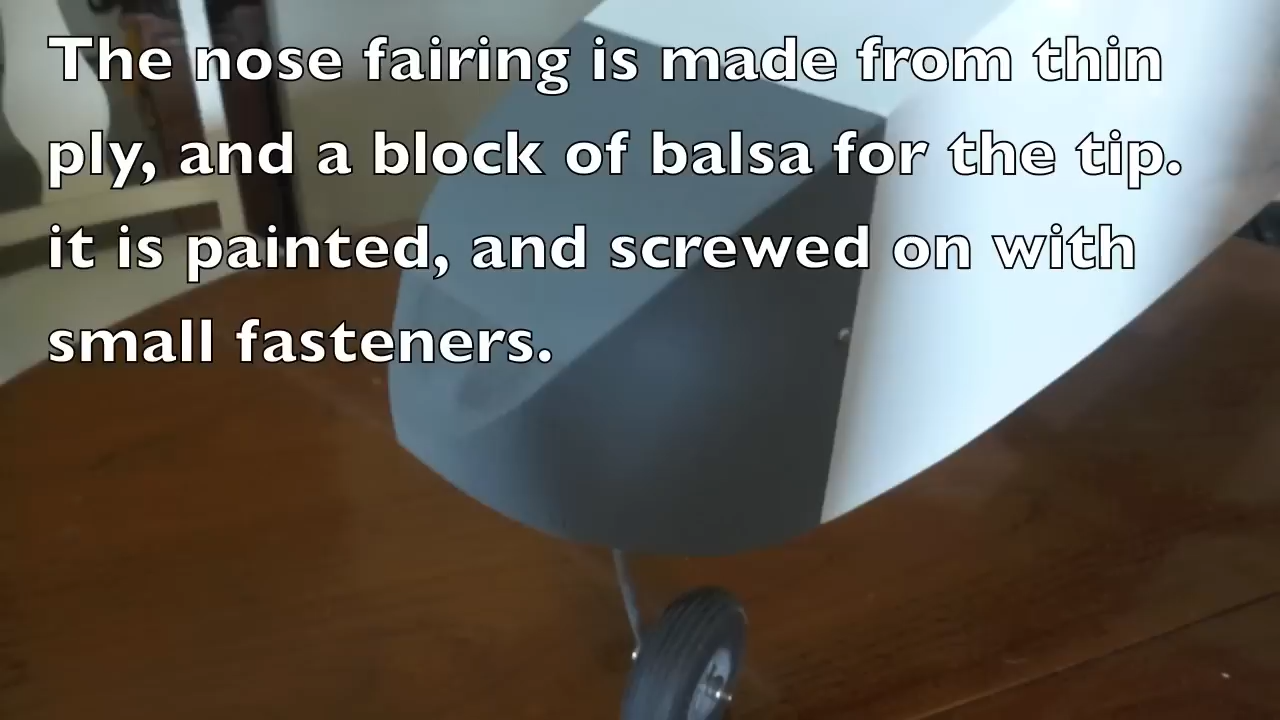 The nose fairing is made from thin
ply, and a block of balsa for the tip.
it is painted, and screwed on with
small fasteners.